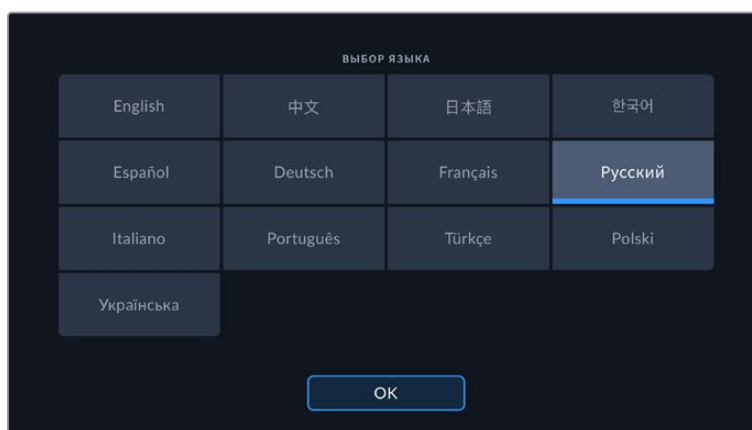 ВЫБОР ЯЗЫКА
English 中文 日本語 한국어
Español Deutsch Français Русский
Italiano Português Türkçe Polski
Українська
OK